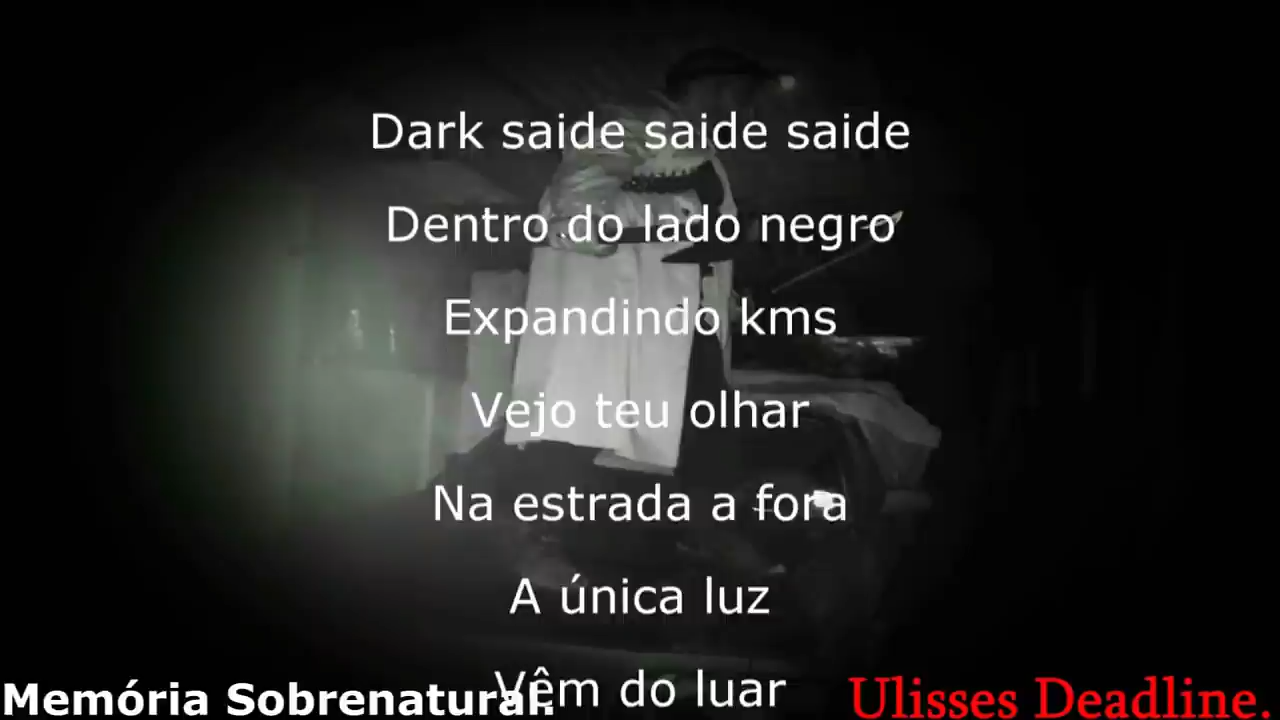 Dark saide saide saide
Dentro do lado negro
Expandindo kms
Vejo teu olhar
Na estrada a fora
A única luz
Vêm do luar
Memória Sobrenatural.
Ulisses Deadline.